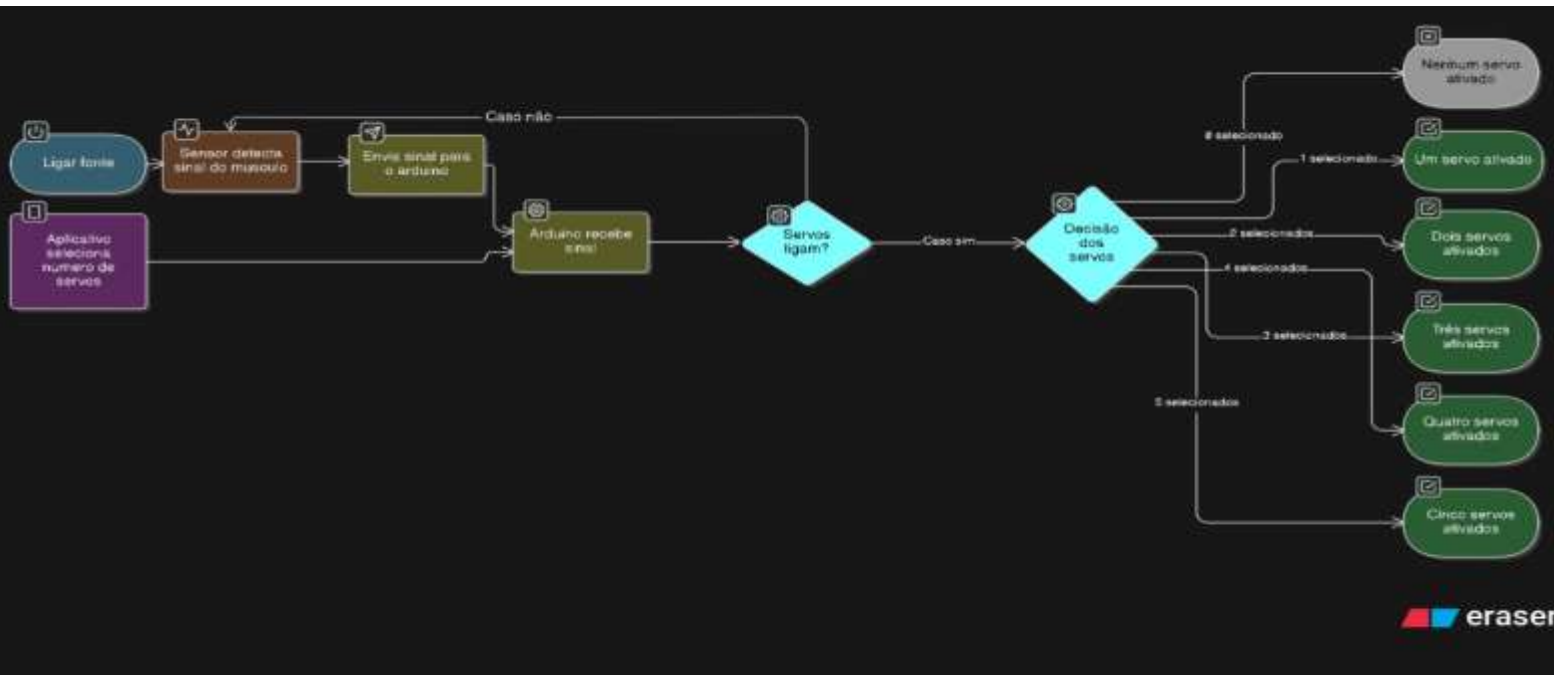 Ligar fonte
Sensor detecta
sinal do músculo
Envia sinal para
o arduino
Aplicativo
seleciona
numero de
servos
Arduino recebe
sinal
Caso não
Servos
ligam?
Caso sim
Decisão
dos
servos
0 selecionado
1 selecionado
2 selecionados
4 selecionados
3 selecionados
5 selecionados
Nenhum servo
ativado
Um servo ativado
Dois servos
ativados
Três servos
ativados
Quatro servos
ativados
Cinco servos
ativados
eraser